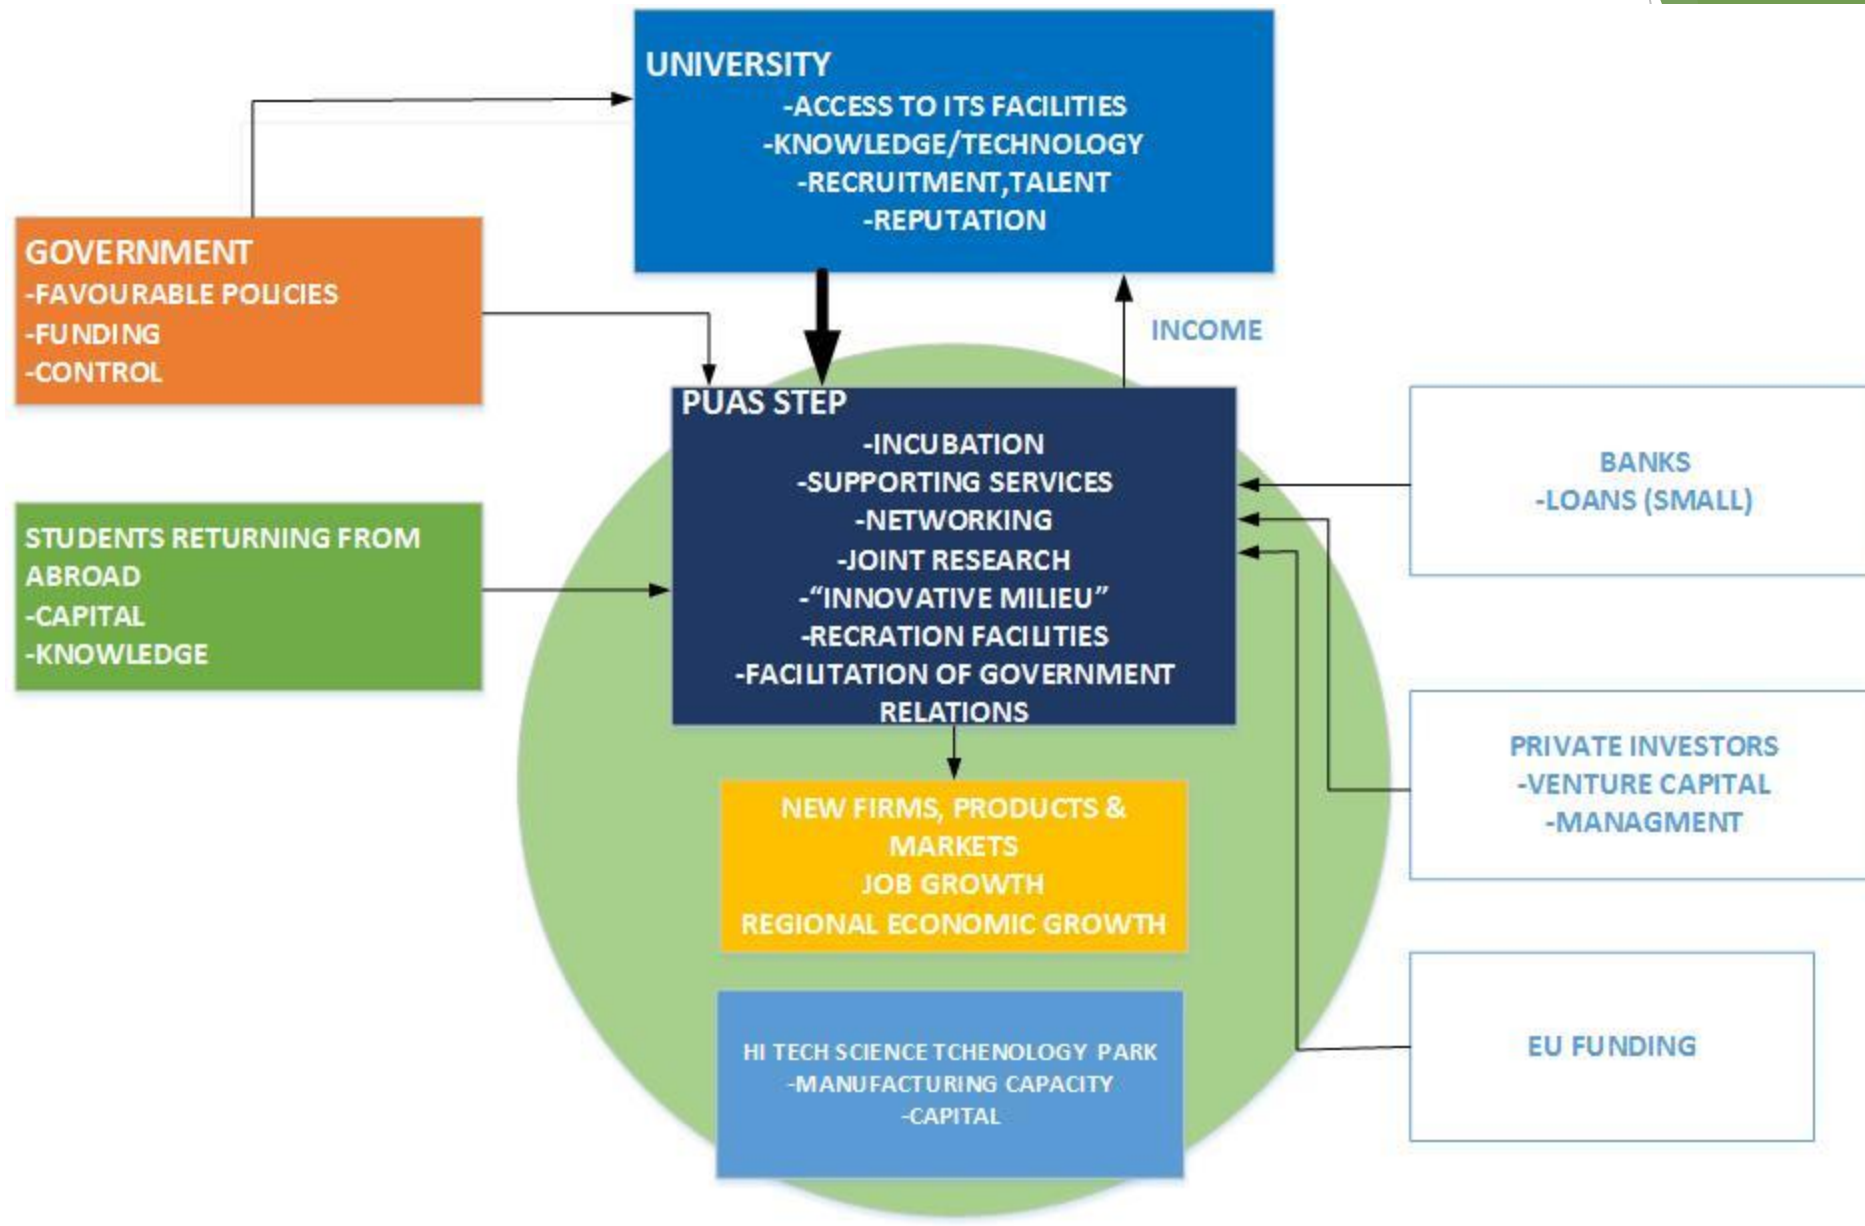 UNIVERSITY
-ACCESS TO ITS FACILITIES
-KNOWLEDGE/TECHNOLOGY
-RECRUITMENT,TALENT
-REPUTATION
GOVERNMENT
-FAVOURABLE POLICIES
-FUNDING
-CONTROL
INCOME
PUAS STEP
-INCUBATION
-SUPPORTING SERVICES
-NETWORKING
-JOINT RESEARCH
-“INNOVATIVE MILIEU”
-RECRATION FACILITIES
-FACILITATION OF GOVERNMENT
RELATIONS
BANKS
-LOANS (SMALL)
STUDENTS RETURNING FROM
ABROAD
-CAPITAL
-KNOWLEDGE
PRIVATE INVESTORS
-VENTURE CAPITAL
-MANAGMENT
NEW FIRMS, PRODUCTS &
MARKETS
JOB GROWTH
REGIONAL ECONOMIC GROWTH
HI TECH SCIENCE TCHENOLOGY PARK
-MANUFACTURING CAPACITY
-CAPITAL
EU FUNDING